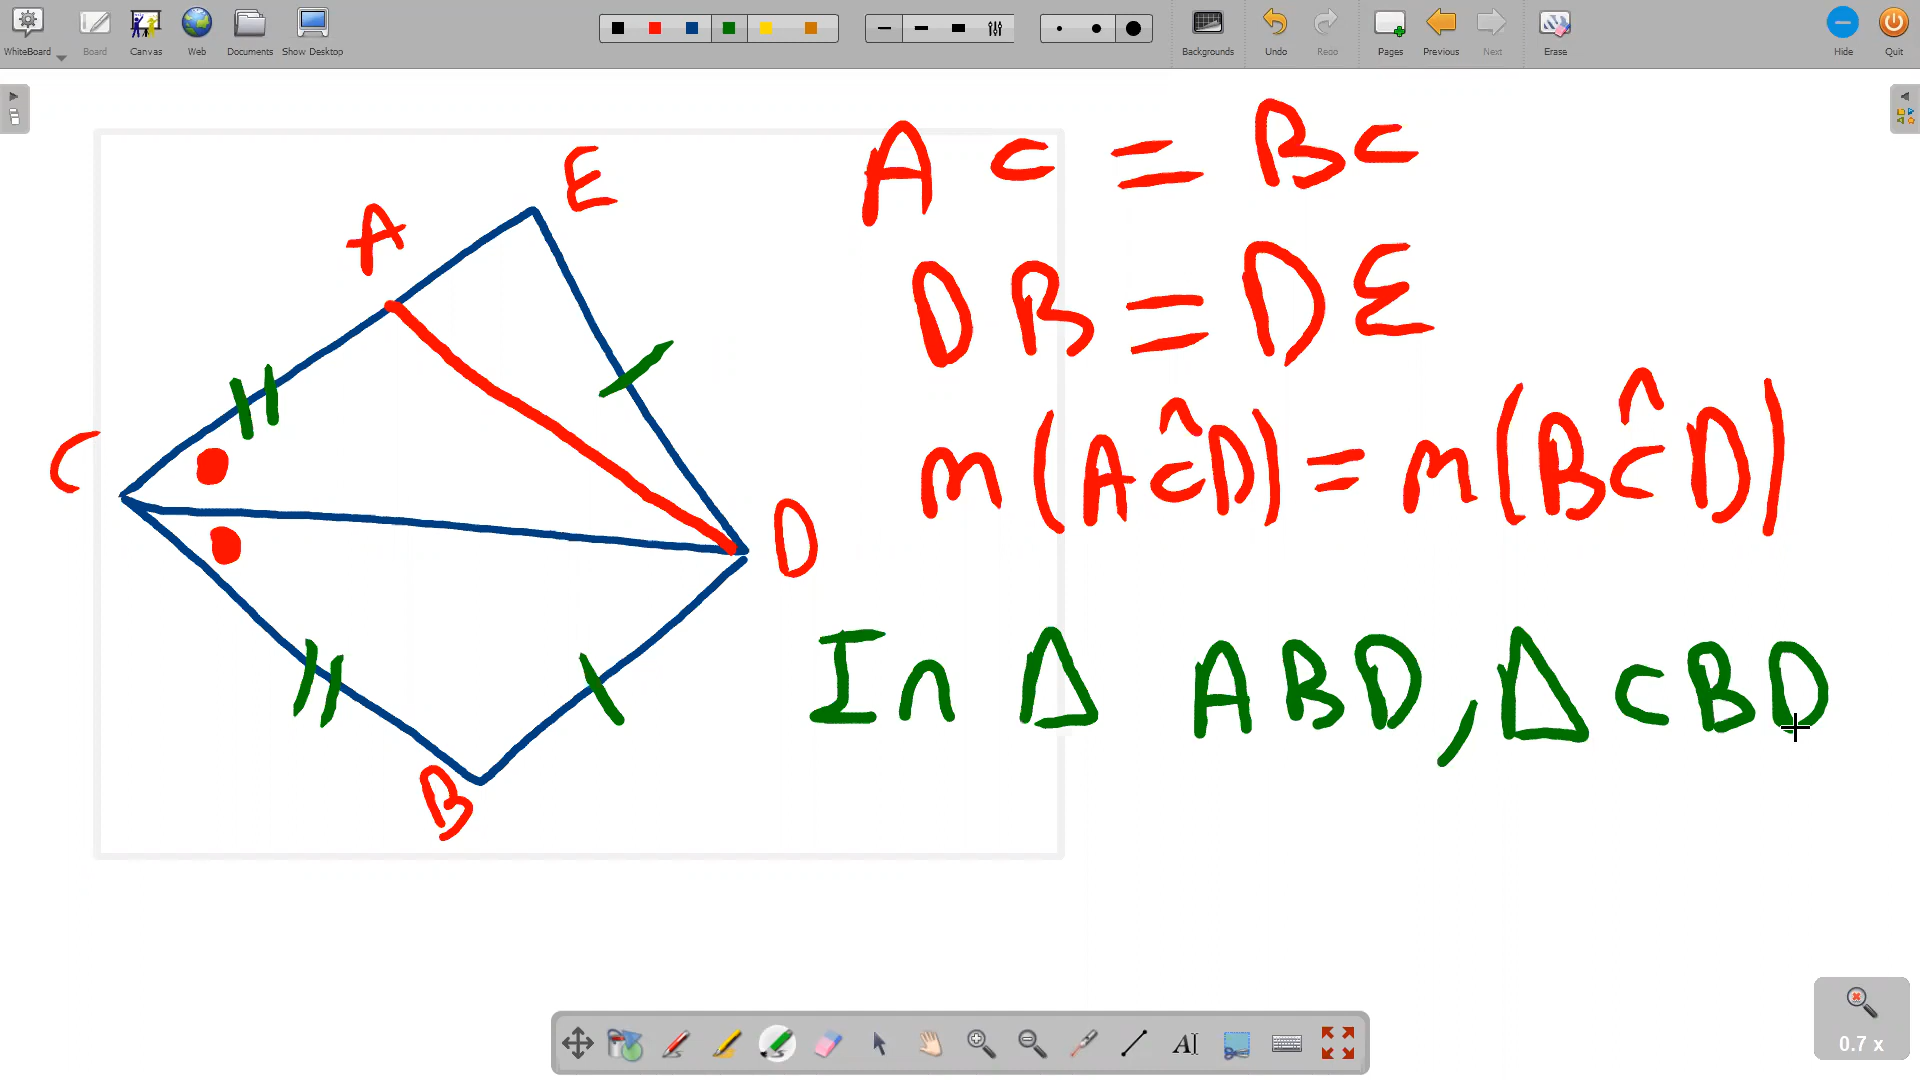 WhiteBoard Board Canvas Web Documents Show Desktop Backgrounds Undo Redo Pages Previous Next Erase Hide Quit
A C = BC
E
A
DB = DE
C
m(AĈD) = m(BĈD)
D
In Δ ABD, Δ CBD
B
AI
0.7 x